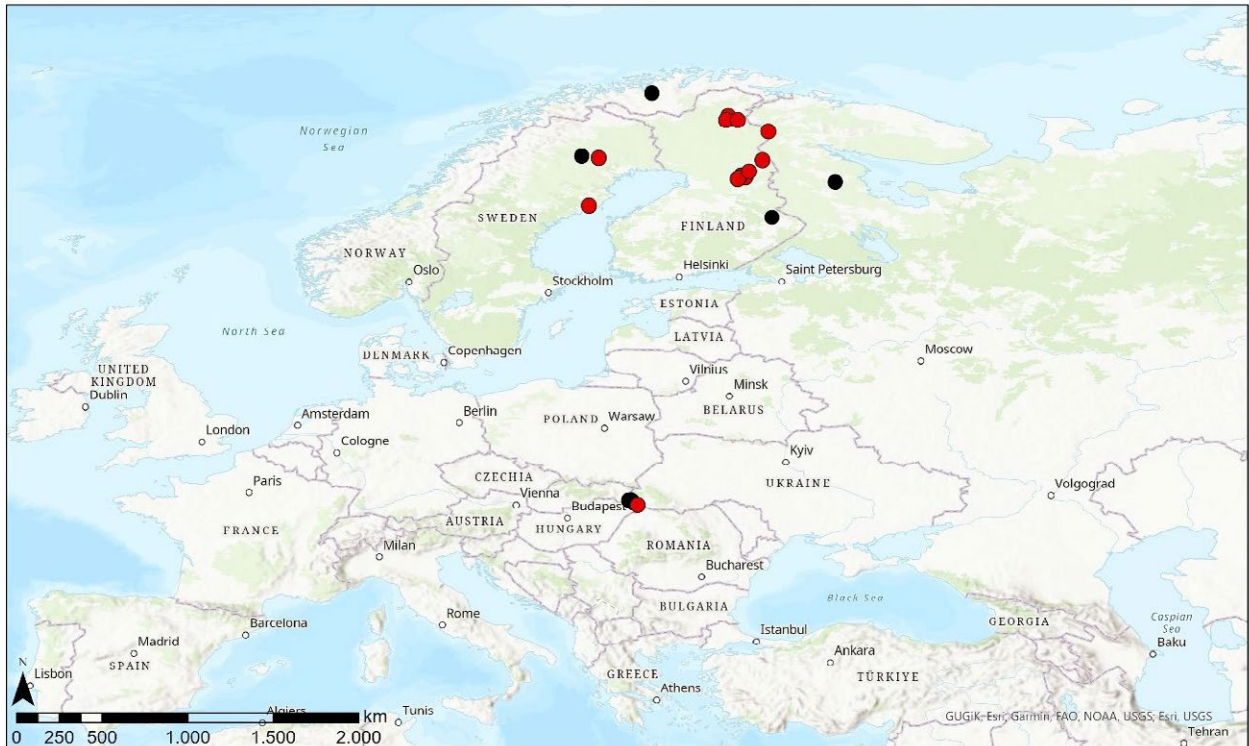 Norwegian
Sea
SWEDEN
FINLAND
NORWAY
Oslo
Helsinki
Saint Petersburg
Stockholm
ESTONIA
North Sea
LATVIA
Moscow
DENMARK
Copenhagen
UNITED
KINGDOM
Dublin
Vilnius
Minsk
BELARUS
Amsterdam
Berlin
POLAND
Warsaw
London
Cologne
Kyiv
UKRAINE
Paris
CZECHIA
Vienna
Volgograd
Budapest
FRANCE
AUSTRIA
HUNGARY
ROMANIA
Milan
Bucharest
Black Sea
BULGARIA
Caspian
Sea
GEORGIA
Rome
Barcelona
Istanbul
Baku
Madrid
SPAIN
Ankara
TÜRKIYE
GREECE
N
Lisbon
Athens
Algiers
Tunis
km
0 250 500 1.000 1.500 2.000
GUGiK, Esri, Garmin, FAO, NOAA, USGS, Esri, USGS
Tehran